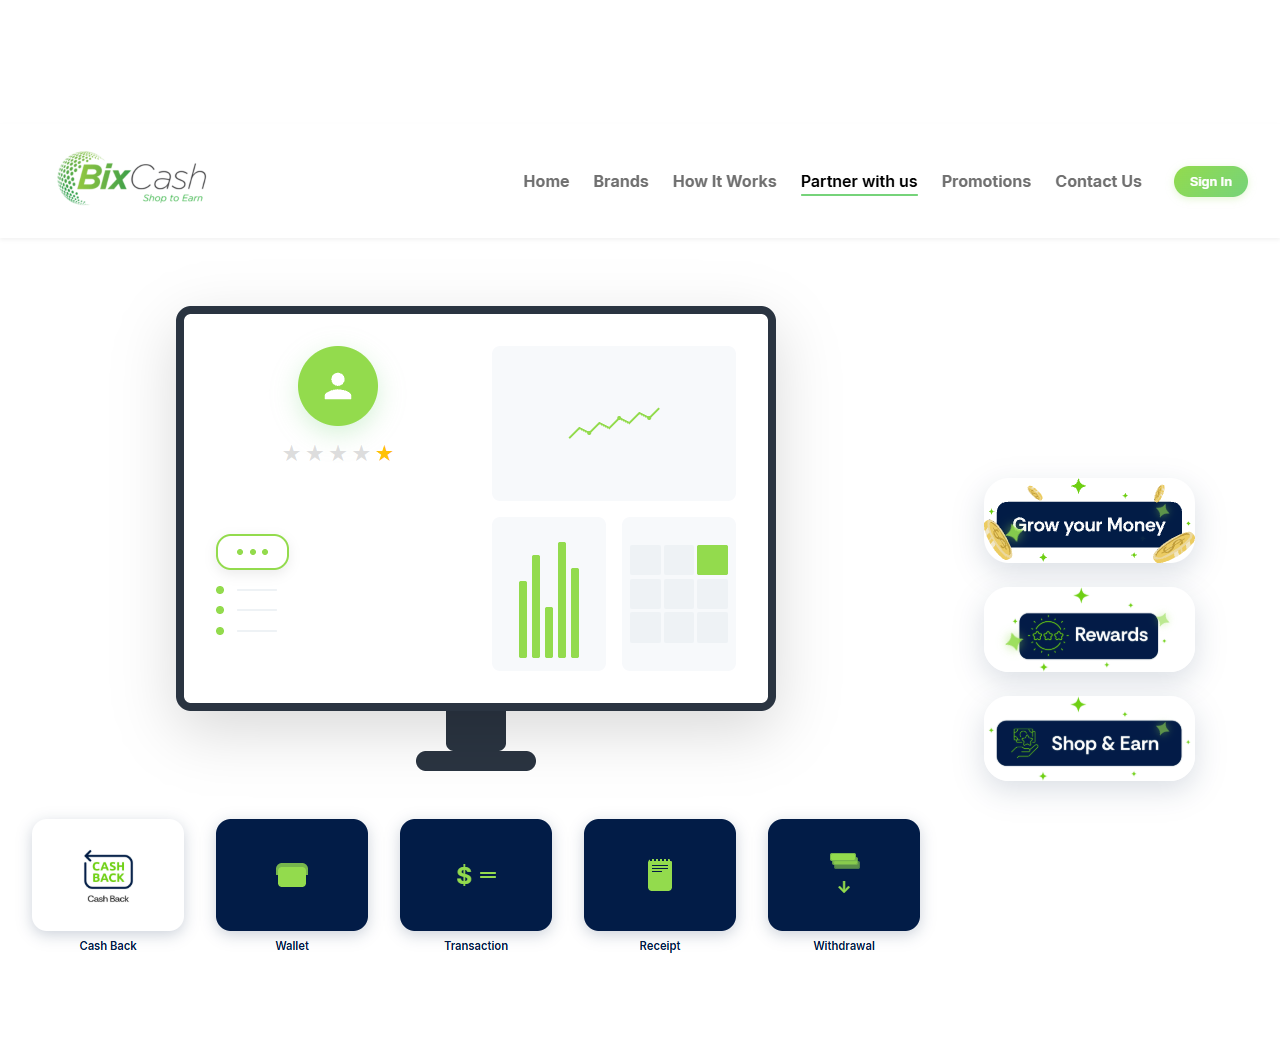 BixCash
Shop to Earn
Home Brands How It Works Partner with us Promotions Contact Us Sign In
Grow your Money
Rewards
Shop & Earn
$
CASH
BACK
Cash Back
Cash Back Wallet Transaction Receipt Withdrawal